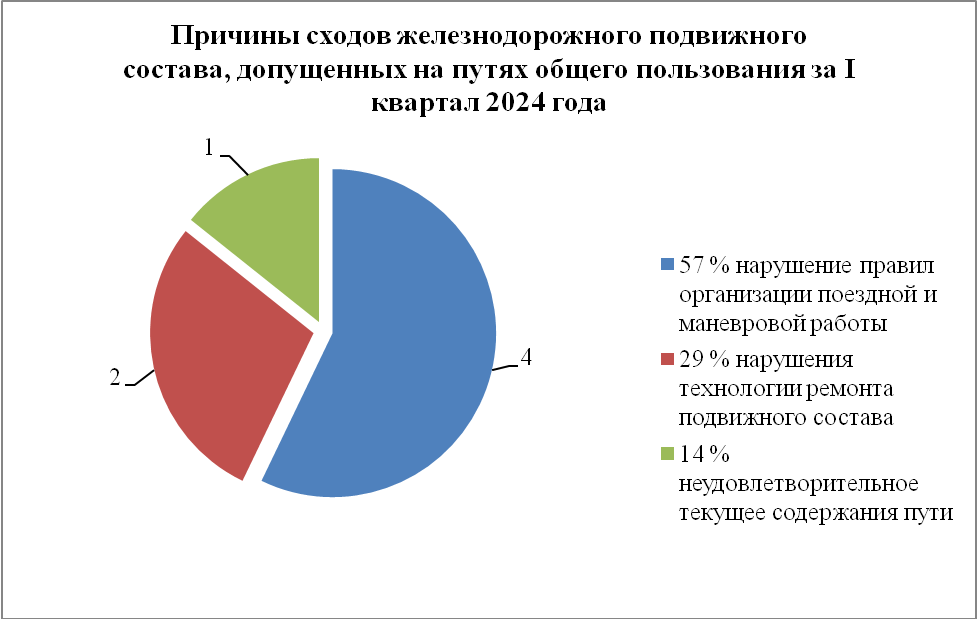 Причины сходов железнодорожного подвижного
состава, допущенных на путях общего пользования за I
квартал 2024 года
1
4
2
57 % нарушение правил
организации поездной и
маневровой работы
29 % нарушения
технологии ремонта
подвижного состава
14 %
неудовлетворительное
текущее содержания пути